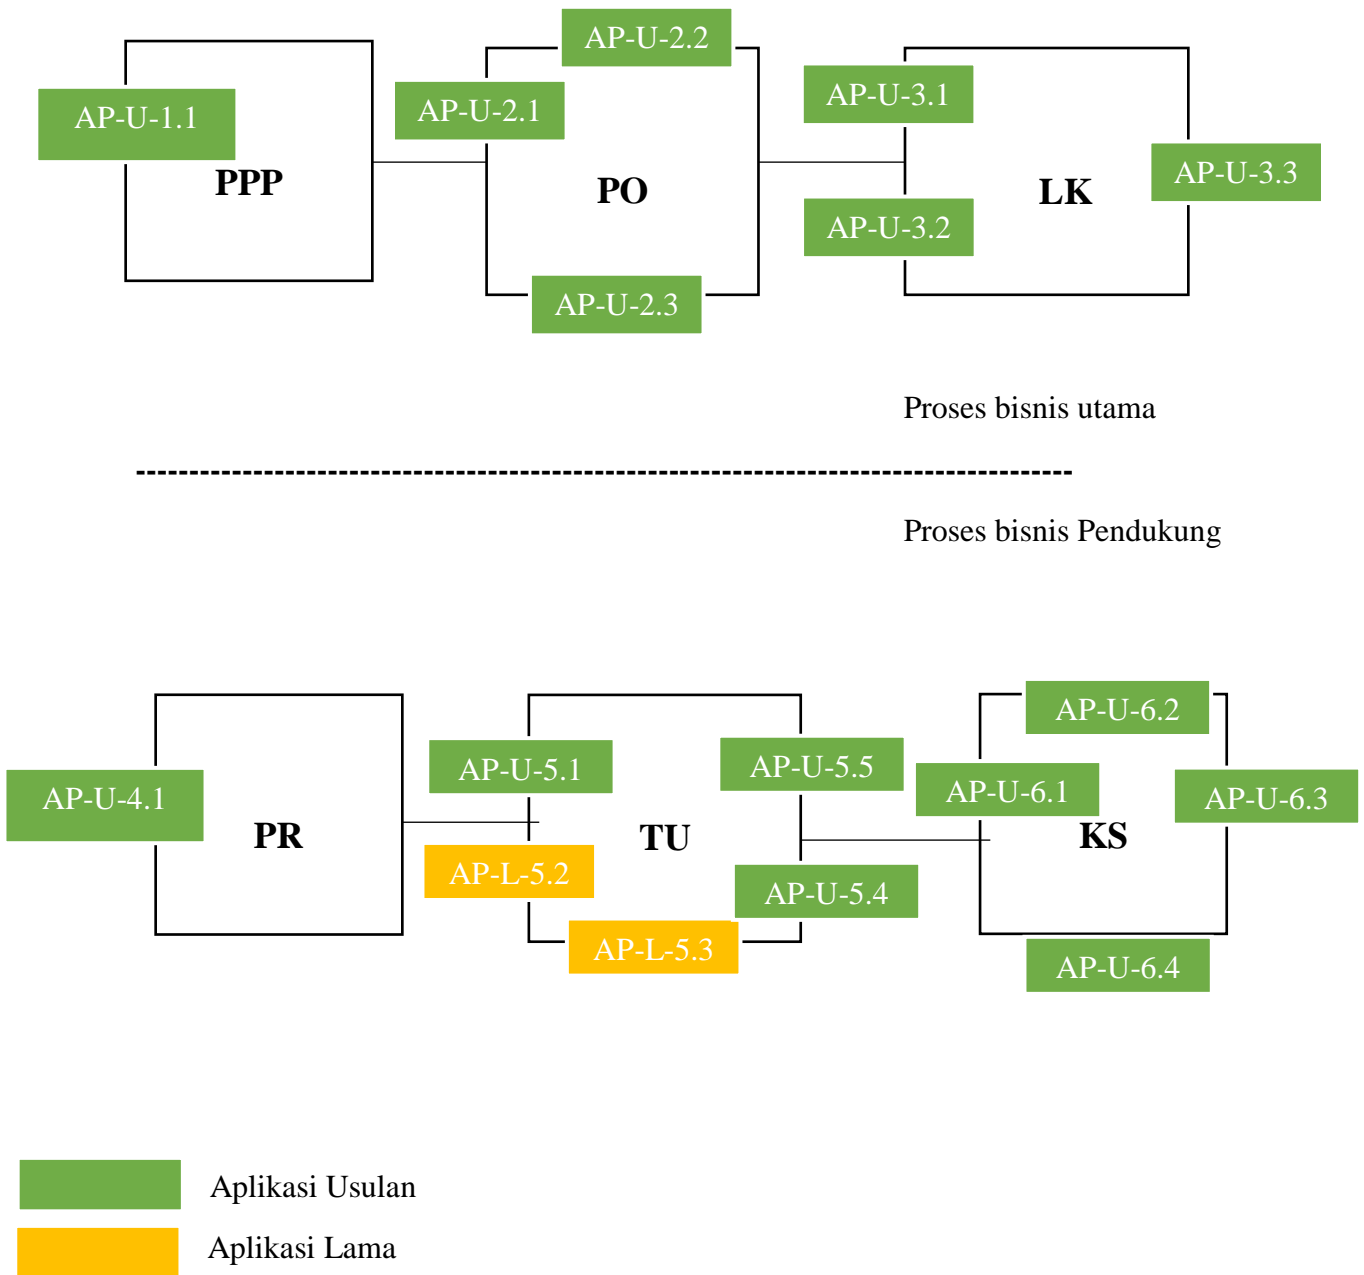 AP-U-2.2
AP-U-1.1
AP-U-2.1
AP-U-3.1
PPP
PO
LK
AP-U-3.3
AP-U-3.2
AP-U-2.3
Proses bisnis utama
Proses bisnis Pendukung
AP-U-6.2
AP-U-5.1
AP-U-5.5
AP-U-4.1
AP-U-6.1
AP-U-6.3
PR
TU
KS
AP-L-5.2
AP-U-5.4
AP-L-5.3
AP-U-6.4
Aplikasi Usulan
Aplikasi Lama